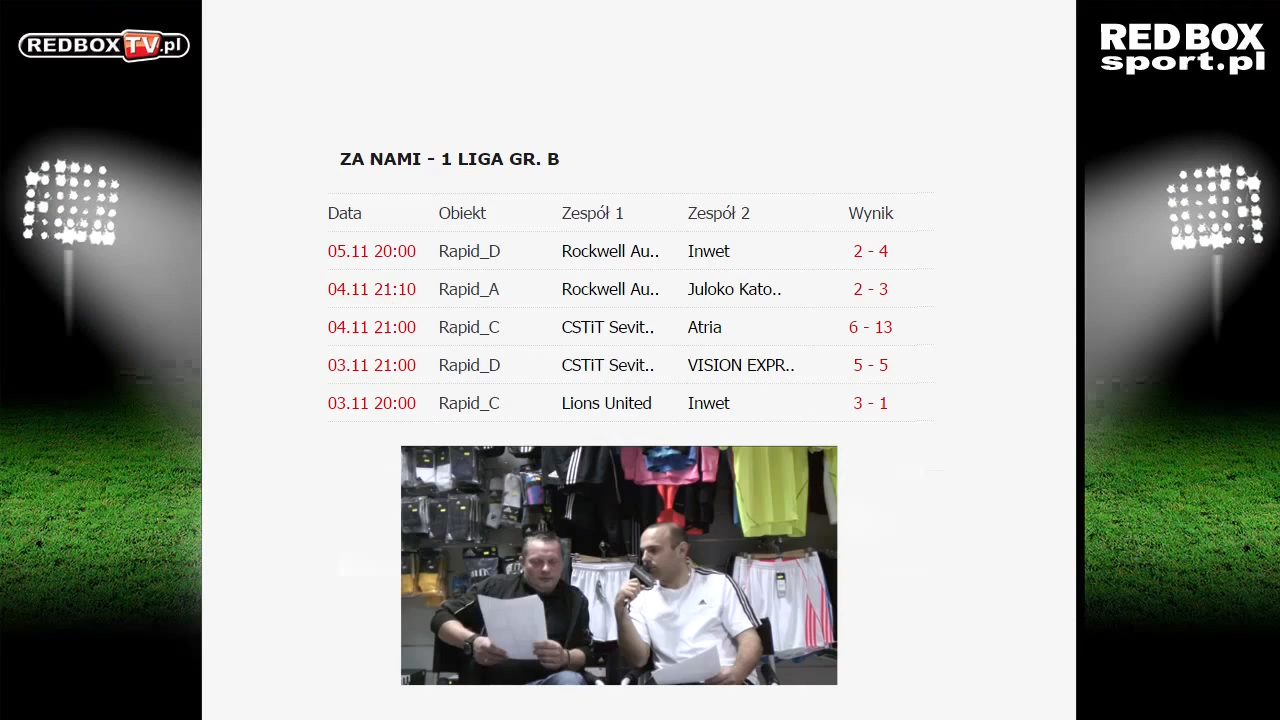 REDBOX TV.pl
RED BOX
sport.pl
ZA NAMI - 1 LIGA GR. B
Data Obiekt Zespół 1 Zespół 2 Wynik
05.11 20:00 Rapid_D Rockwell Au.. Inwet 2 - 4
04.11 21:10 Rapid_A Rockwell Au.. Juloko Kato.. 2 - 3
04.11 21:00 Rapid_C CSTiT Sevit.. Atria 6 - 13
03.11 21:00 Rapid_D CSTiT Sevit.. VISION EXPR.. 5 - 5
03.11 20:00 Rapid_C Lions United Inwet 3 - 1